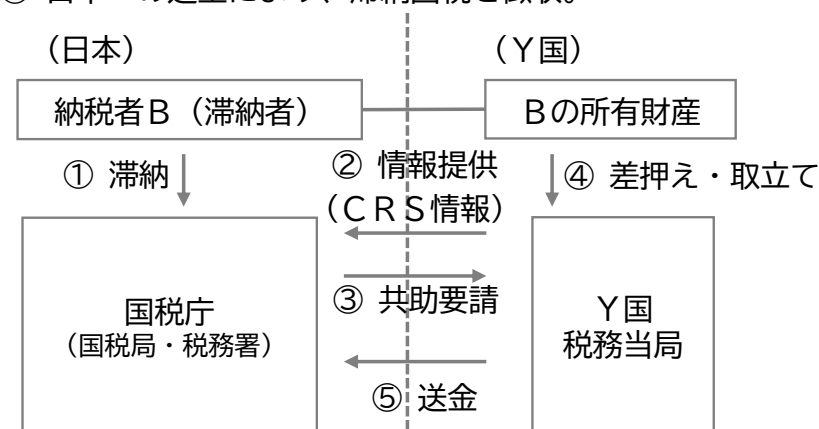 ⑤ 日本への送金により、滞納国税を徴収。
（日本）
（Ｙ国）
納税者Ｂ（滞納者）
Ｂの所有財産
① 滞納
② 情報提供
（ＣＲＳ情報）
④ 差押え・取立て
③ 共助要請
国税庁
（国税局・税務署）
Ｙ国
税務当局
⑤ 送金